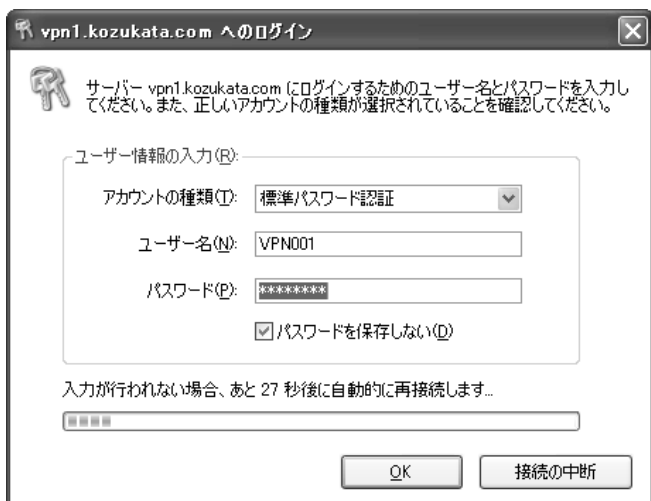 vpn1.kozukata.com へのログイン
サーバー vpn1.kozukata.com にログインするためのユーザー名とパスワードを入力し
てください。また、正しいアカウントの種類が選択されていることを確認してください。
ユーザー情報の入力(R):
アカウントの種類(T): 標準パスワード認証
ユーザー名(N): VPN001
パスワード(P): ********
パスワードを保存しない(D)
入力が行われない場合、あと 27 秒後に自動的に再接続します...
OK 接続の中断